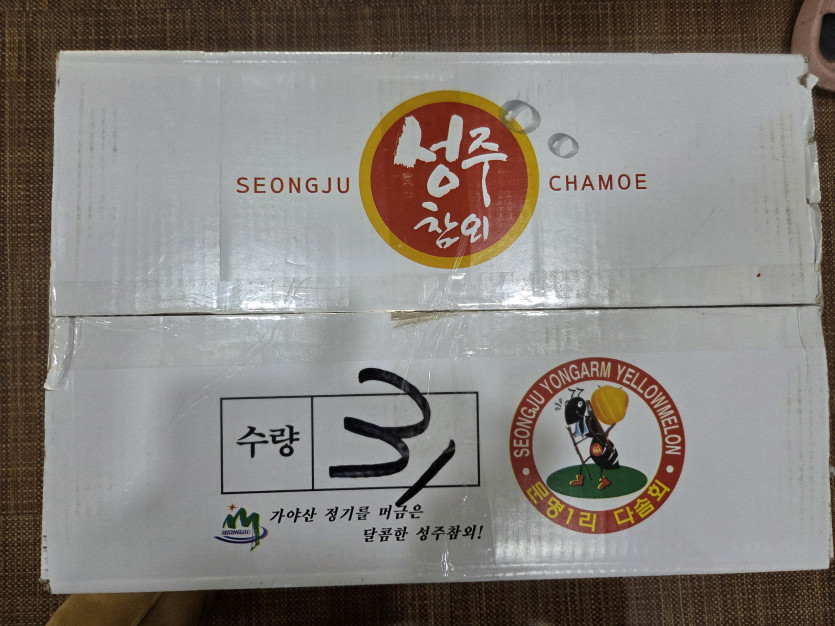 SEONGJU
성주
참외
CHAMOE
수량
3,
SEONGJU YONGARM YELLOWMELON
문명1리 다솜회
가야산 정기를 머금은
달콤한 성주참외!